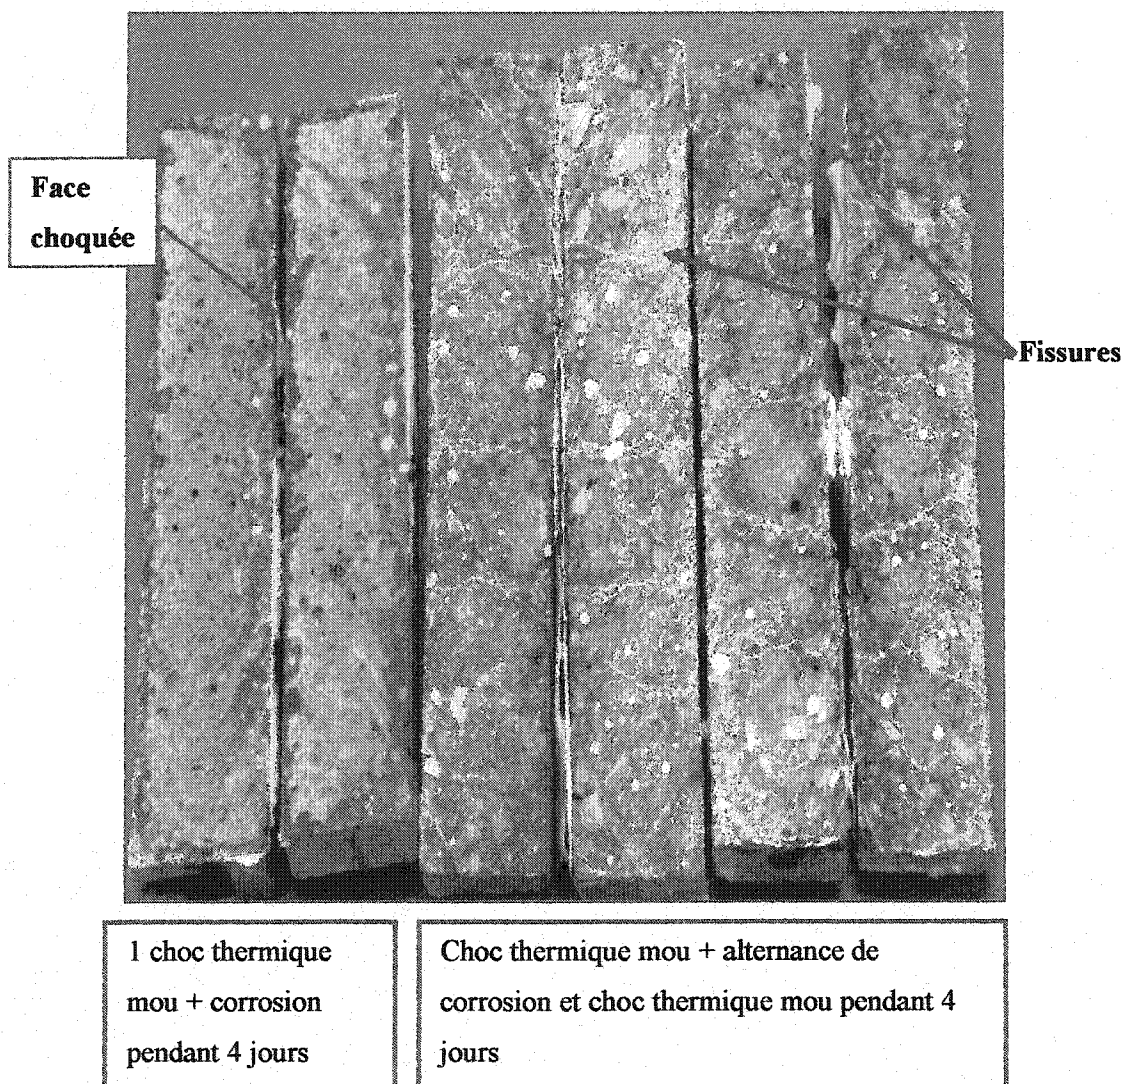 Face
choquée
Fissures
1 choc thermique
mou + corrosion
pendant 4 jours
Choc thermique mou + alternance de
corrosion et choc thermique mou pendant 4
jours